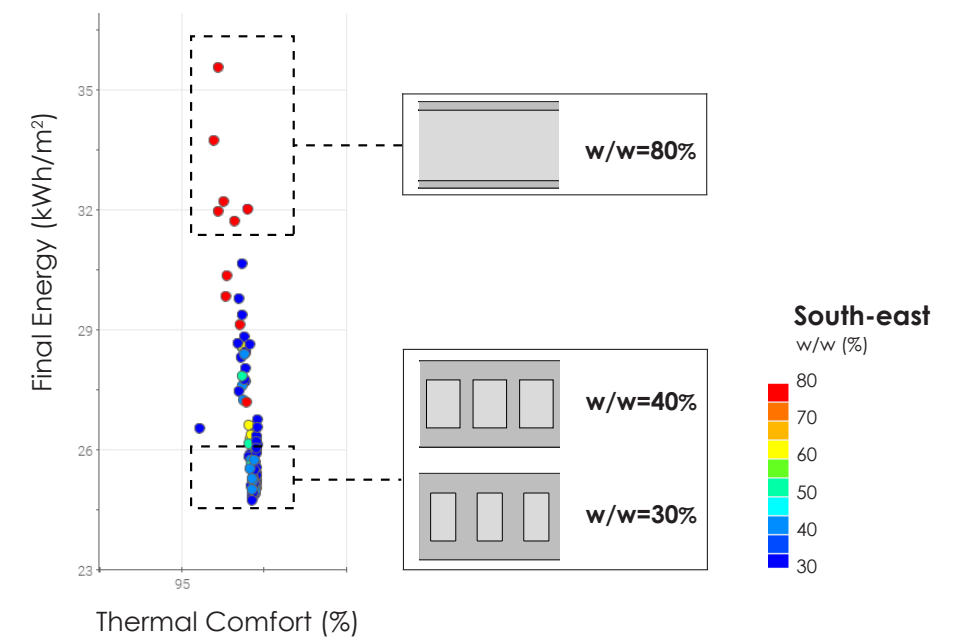 Final Energy (kWh/m²)
35
32
29
26
23
95
Thermal Comfort (%)
w/w=80%
w/w=40%
w/w=30%
South-east
w/w (%)
80
70
60
50
40
30